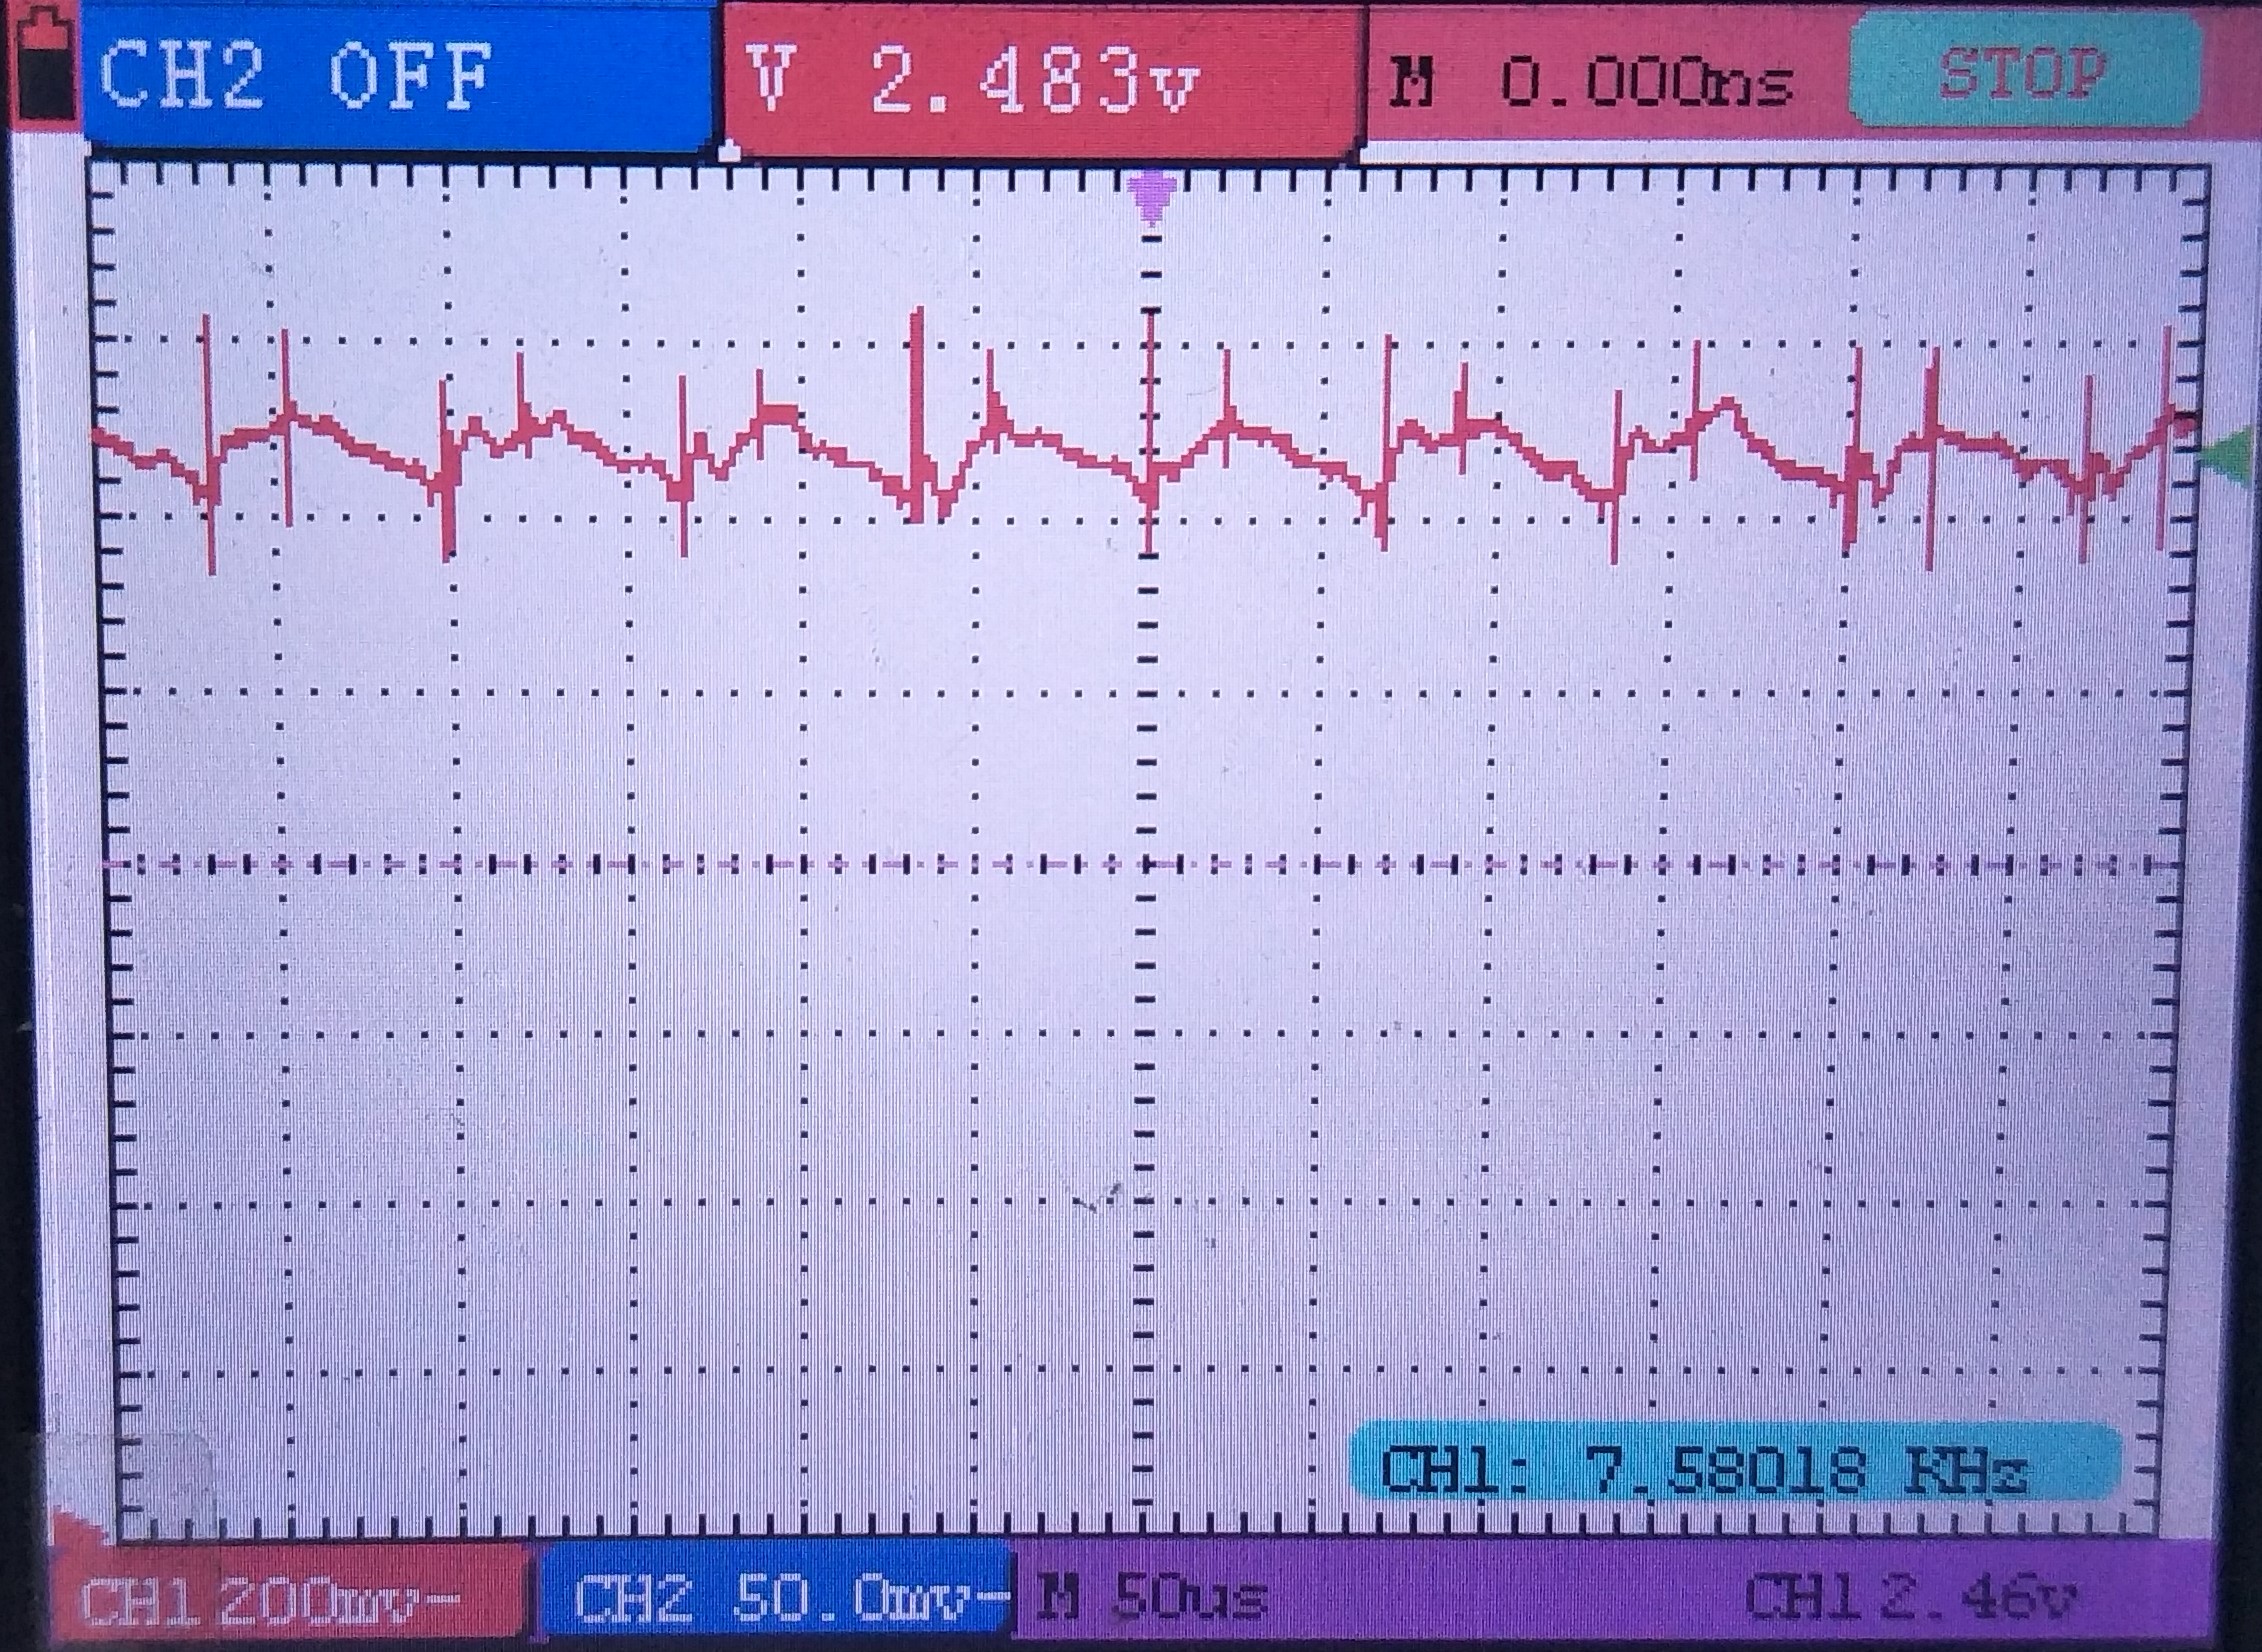 CH2 OFF V 2.483v M 0.000ns STOP
CH1: 7.58018 KHz
CH1 200mv~ CH2 50.0mv~ M 50us CH1 2.46v